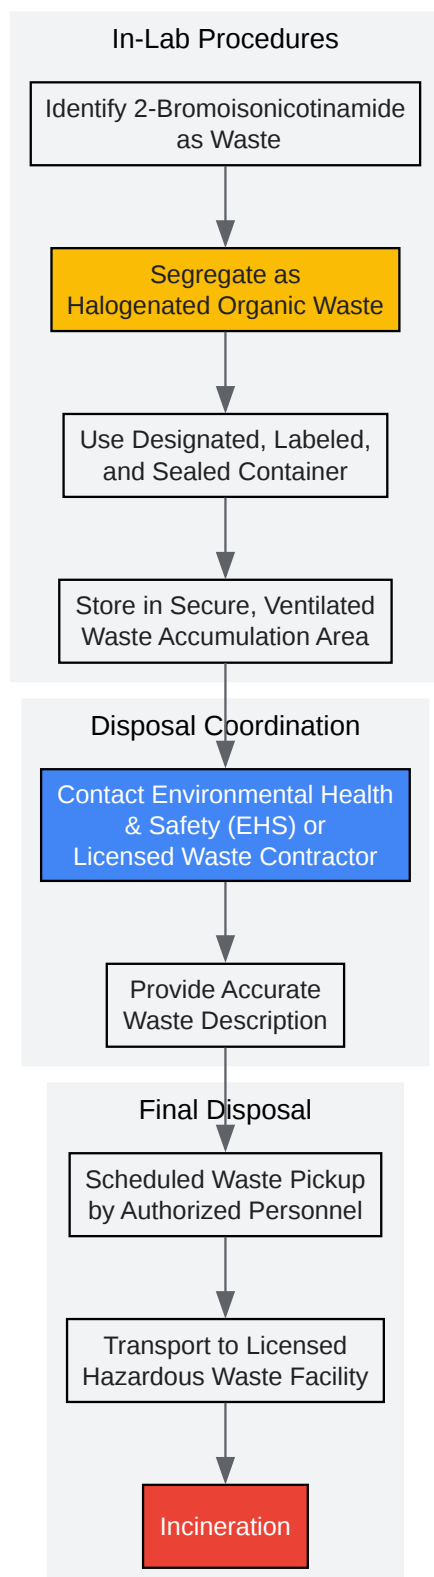 In-Lab Procedures
Identify 2-Bromoisonicotinamide
as Waste
Segregate as
Halogenated Organic Waste
Use Designated, Labeled,
and Sealed Container
Store in Secure, Ventilated
Waste Accumulation Area
Disposal Coordination
Contact Environmental Health
& Safety (EHS) or
Licensed Waste Contractor
Provide Accurate
Waste Description
Final Disposal
Scheduled Waste Pickup
by Authorized Personnel
Transport to Licensed
Hazardous Waste Facility
Incineration